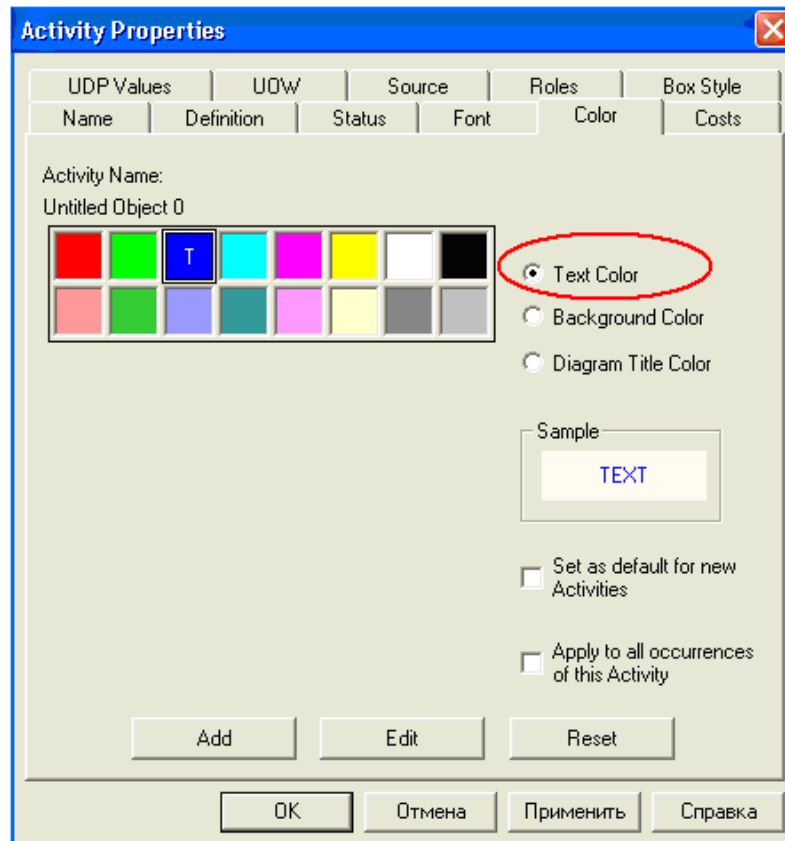 Activity Properties
UDP Values UOW Source Roles Box Style
Name Definition Status Font Color Costs
Activity Name:
Untitled Object 0
T
Text Color
Background Color
Diagram Title Color
Sample
TEXT
Set as default for new
Activities
Apply to all occurrences
of this Activity
Add Edit Reset
OK Отмена Применить Справка